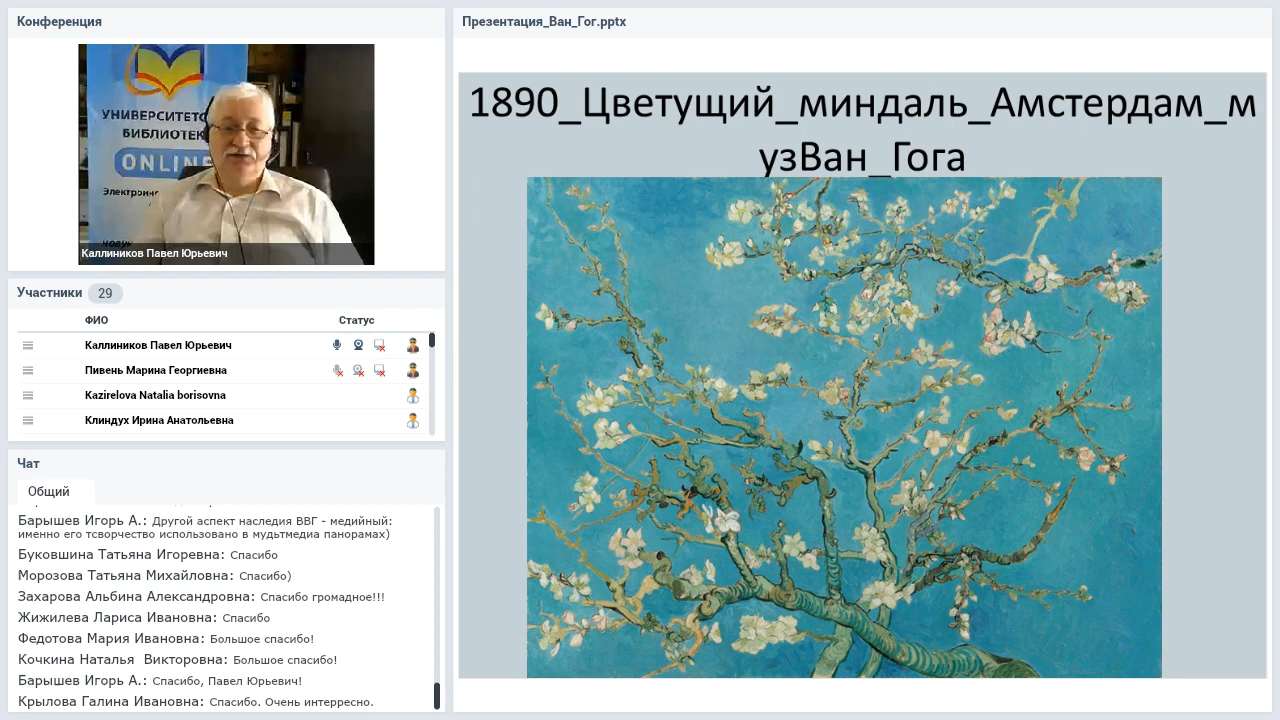 Конференция
УНИВЕРСИТЕТС
БИБЛИОТЕК
ONLINE
Каллиников Павел Юрьевич
Участники 29
ФИО Статус
Каллиников Павел Юрьевич
Пивень Марина Георгиевна
Kazirelova Natalia borisovna
Клиндух Ирина Анатольевна
Чат
Общий
Барышев Игорь А.: Другой аспект наследия ВВГ - медийный:
именно его тсворчество использовано в мудьтмедиа панорамах)
Буковшина Татьяна Игоревна: Спасибо
Морозова Татьяна Михайловна: Спасибо)
Захарова Альбина Александровна: Спасибо громадное!!!
Жижилева Лариса Ивановна: Спасибо
Федотова Мария Ивановна: Большое спасибо!
Кочкина Наталья Викторовна: Большое спасибо!
Барышев Игорь А.: Спасибо, Павел Юрьевич!
Крылова Галина Ивановна: Спасибо. Очень интерресно.
Презентация_Ван_Гог.pptx
1890_Цветущий_миндаль_Амстердам_м
узВан_Гога